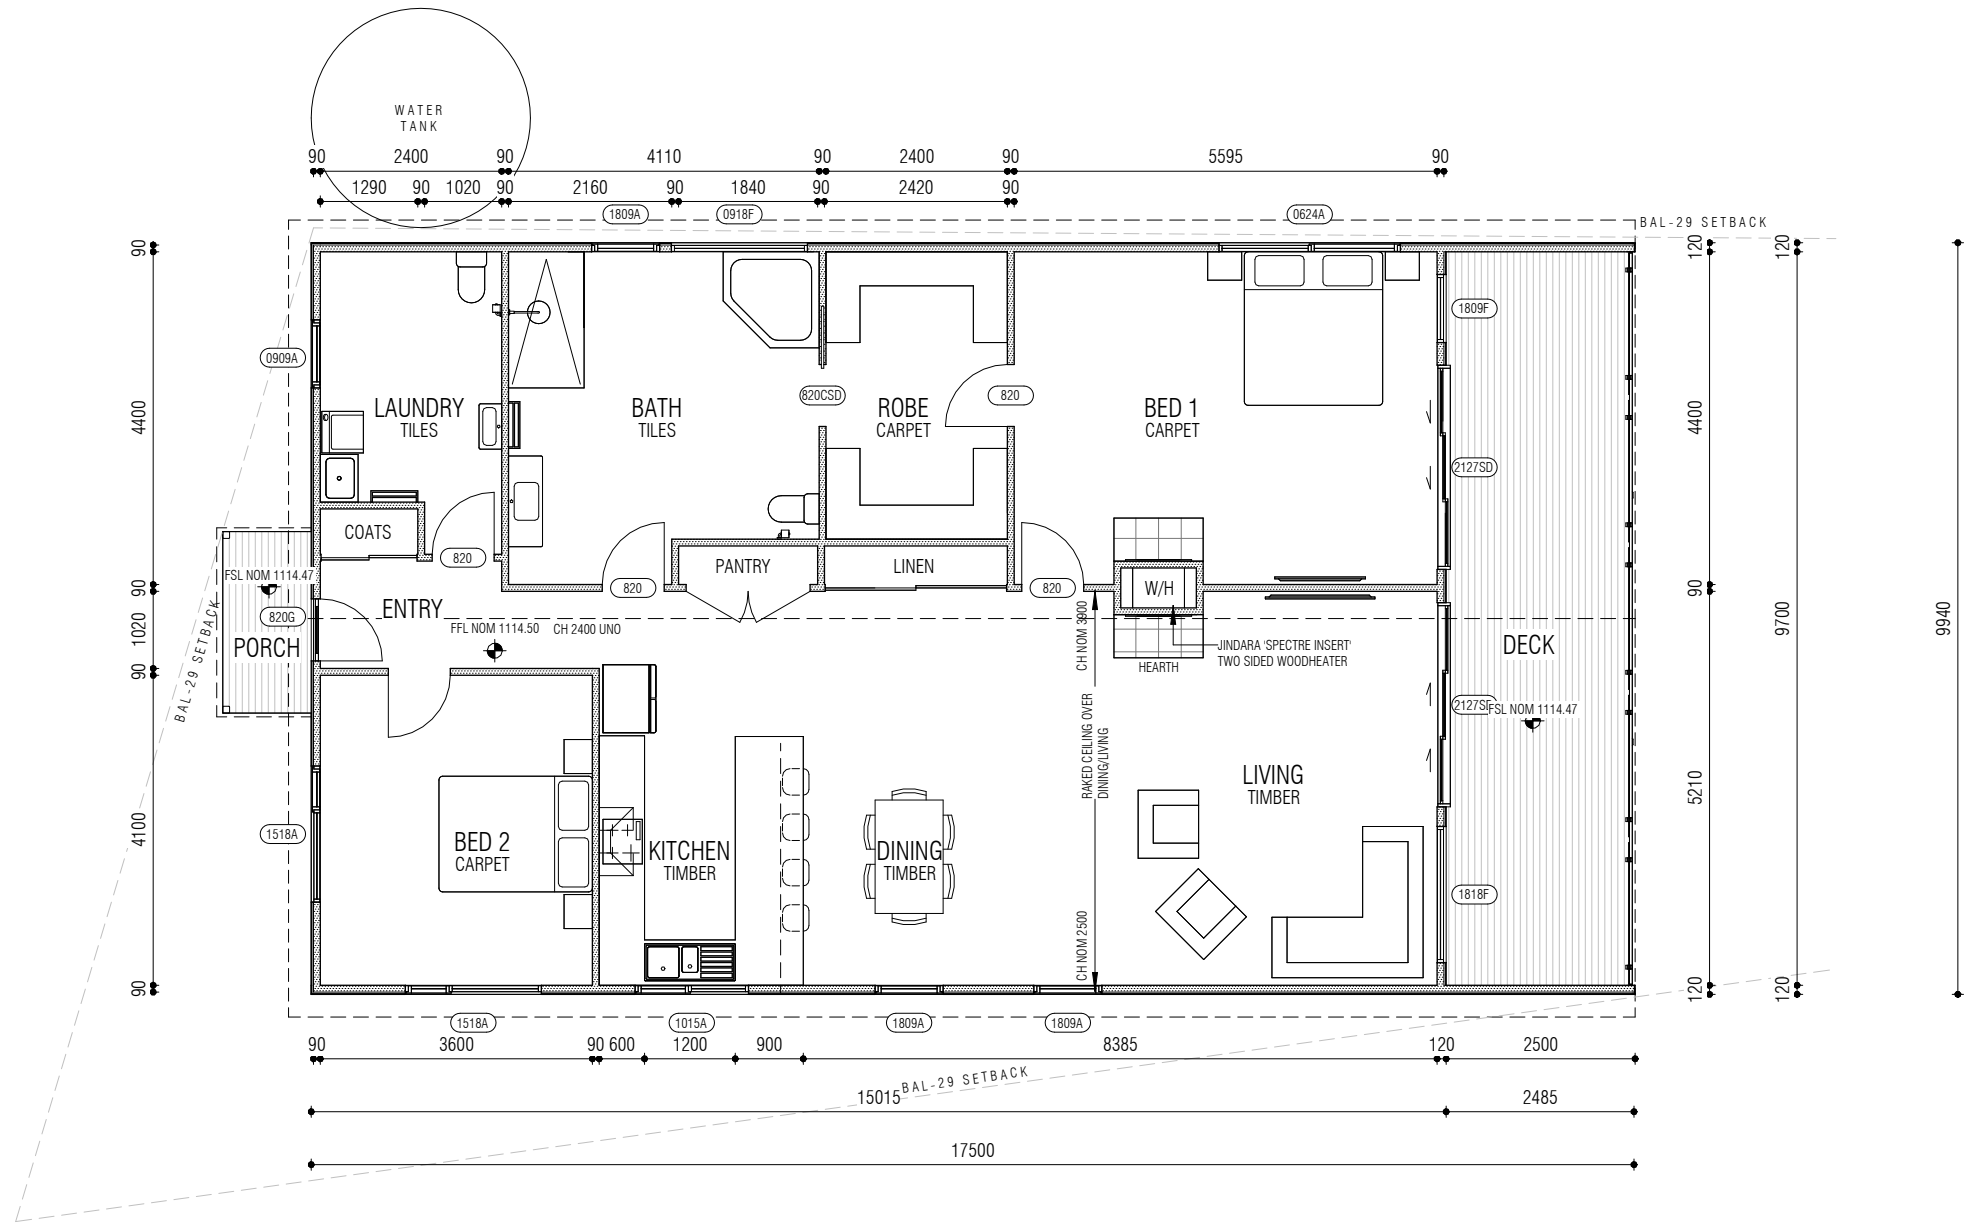 WATER
TANK
90 2400 90 4110 90 2400 90 5595 90
1290 90 1020 90 2160 90 1840 90 2420 90
1809A 0918F 0624A
BAL-29 SETBACK
90
4400
90
1020
90
4100
90
120
4400
90
5210
120
120
9700
120
9940
0909A
1809F
LAUNDRY
TILES
BATH
TILES
820CSD
ROBE
CARPET
820
BED 1
CARPET
2127SD
COATS
820
820
PANTRY
LINEN
820
W/H
FSL NOM 1114.47
820G
PORCH
ENTRY
FFL NOM 1114.50
CH 2400 UNO
CH NOM 3900
JINDARA 'SPECTRE INSERT'
TWO SIDED WOODHEATER
HEARTH
DECK
BAL-29 SETBACK
RAKED CEILING OVER
DINING/LIVING
FSL NOM 1114.47
LIVING
TIMBER
1518A
BED 2
CARPET
KITCHEN
TIMBER
DINING
TIMBER
1818F
CH NOM 2500
1518A 1015A 1809A 1809A
90 3600 90 600 1200 900 8385 120 2500
BAL-29 SETBACK
15015 2485
17500